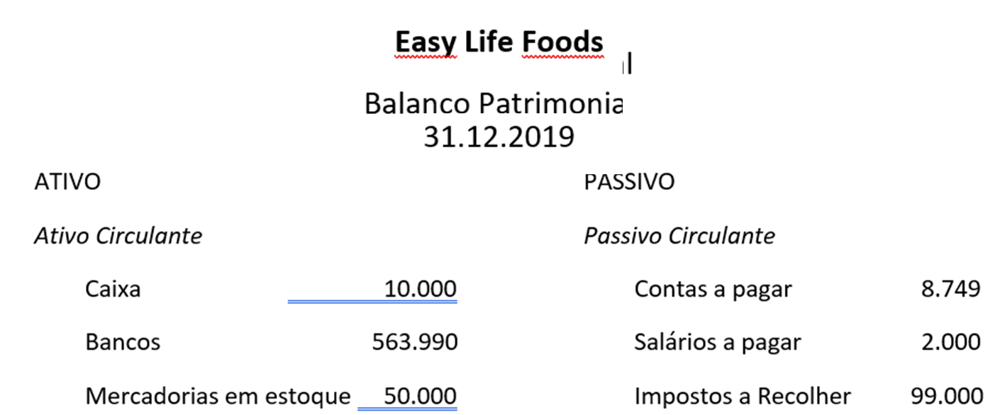 Easy Life Foods
l
Balanco Patrimonia
31.12.2019
ATIVO PASSIVO
Ativo Circulante Passivo Circulante
Caixa 10.000 Contas a pagar 8.749
Bancos 563.990 Salários a pagar 2.000
Mercadorias em estoque 50.000 Impostos a Recolher 99.000